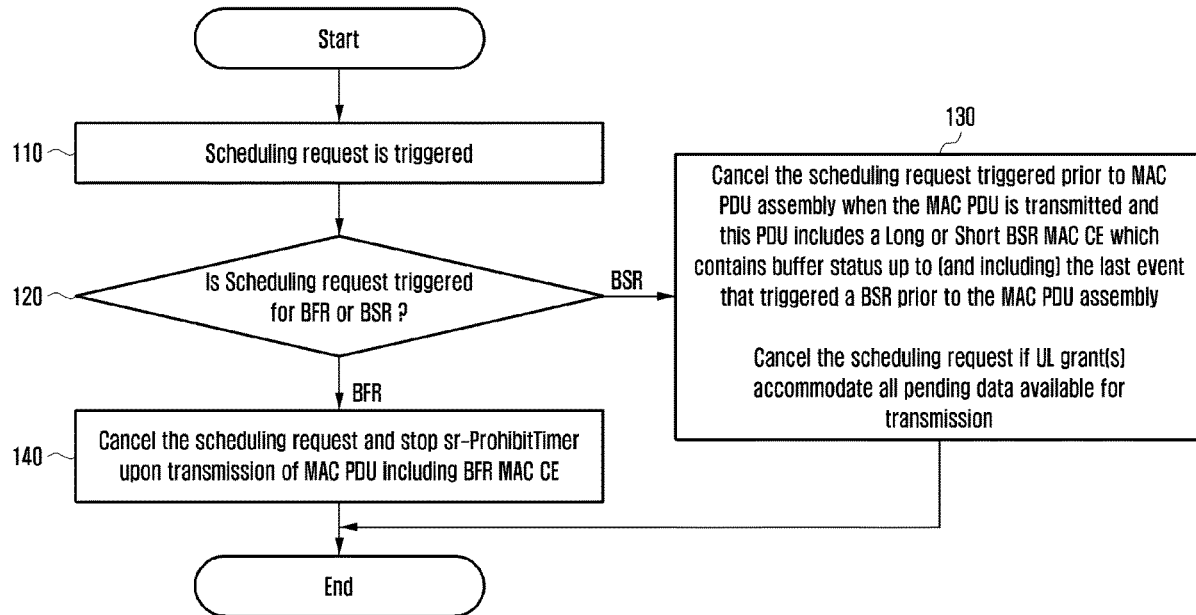 Start
110
Scheduling request is triggered
120
Is Scheduling request triggered
for BFR or BSR ?
BSR
BFR
130
Cancel the scheduling request triggered prior to MAC
PDU assembly when the MAC PDU is transmitted and
this PDU includes a Long or Short BSR MAC CE which
contains buffer status up to (and including) the last event
that triggered a BSR prior to the MAC PDU assembly
Cancel the scheduling request if UL grant(s)
accommodate all pending data available for
transmission
140
Cancel the scheduling request and stop sr-ProhibitTimer
upon transmission of MAC PDU including BFR MAC CE
End